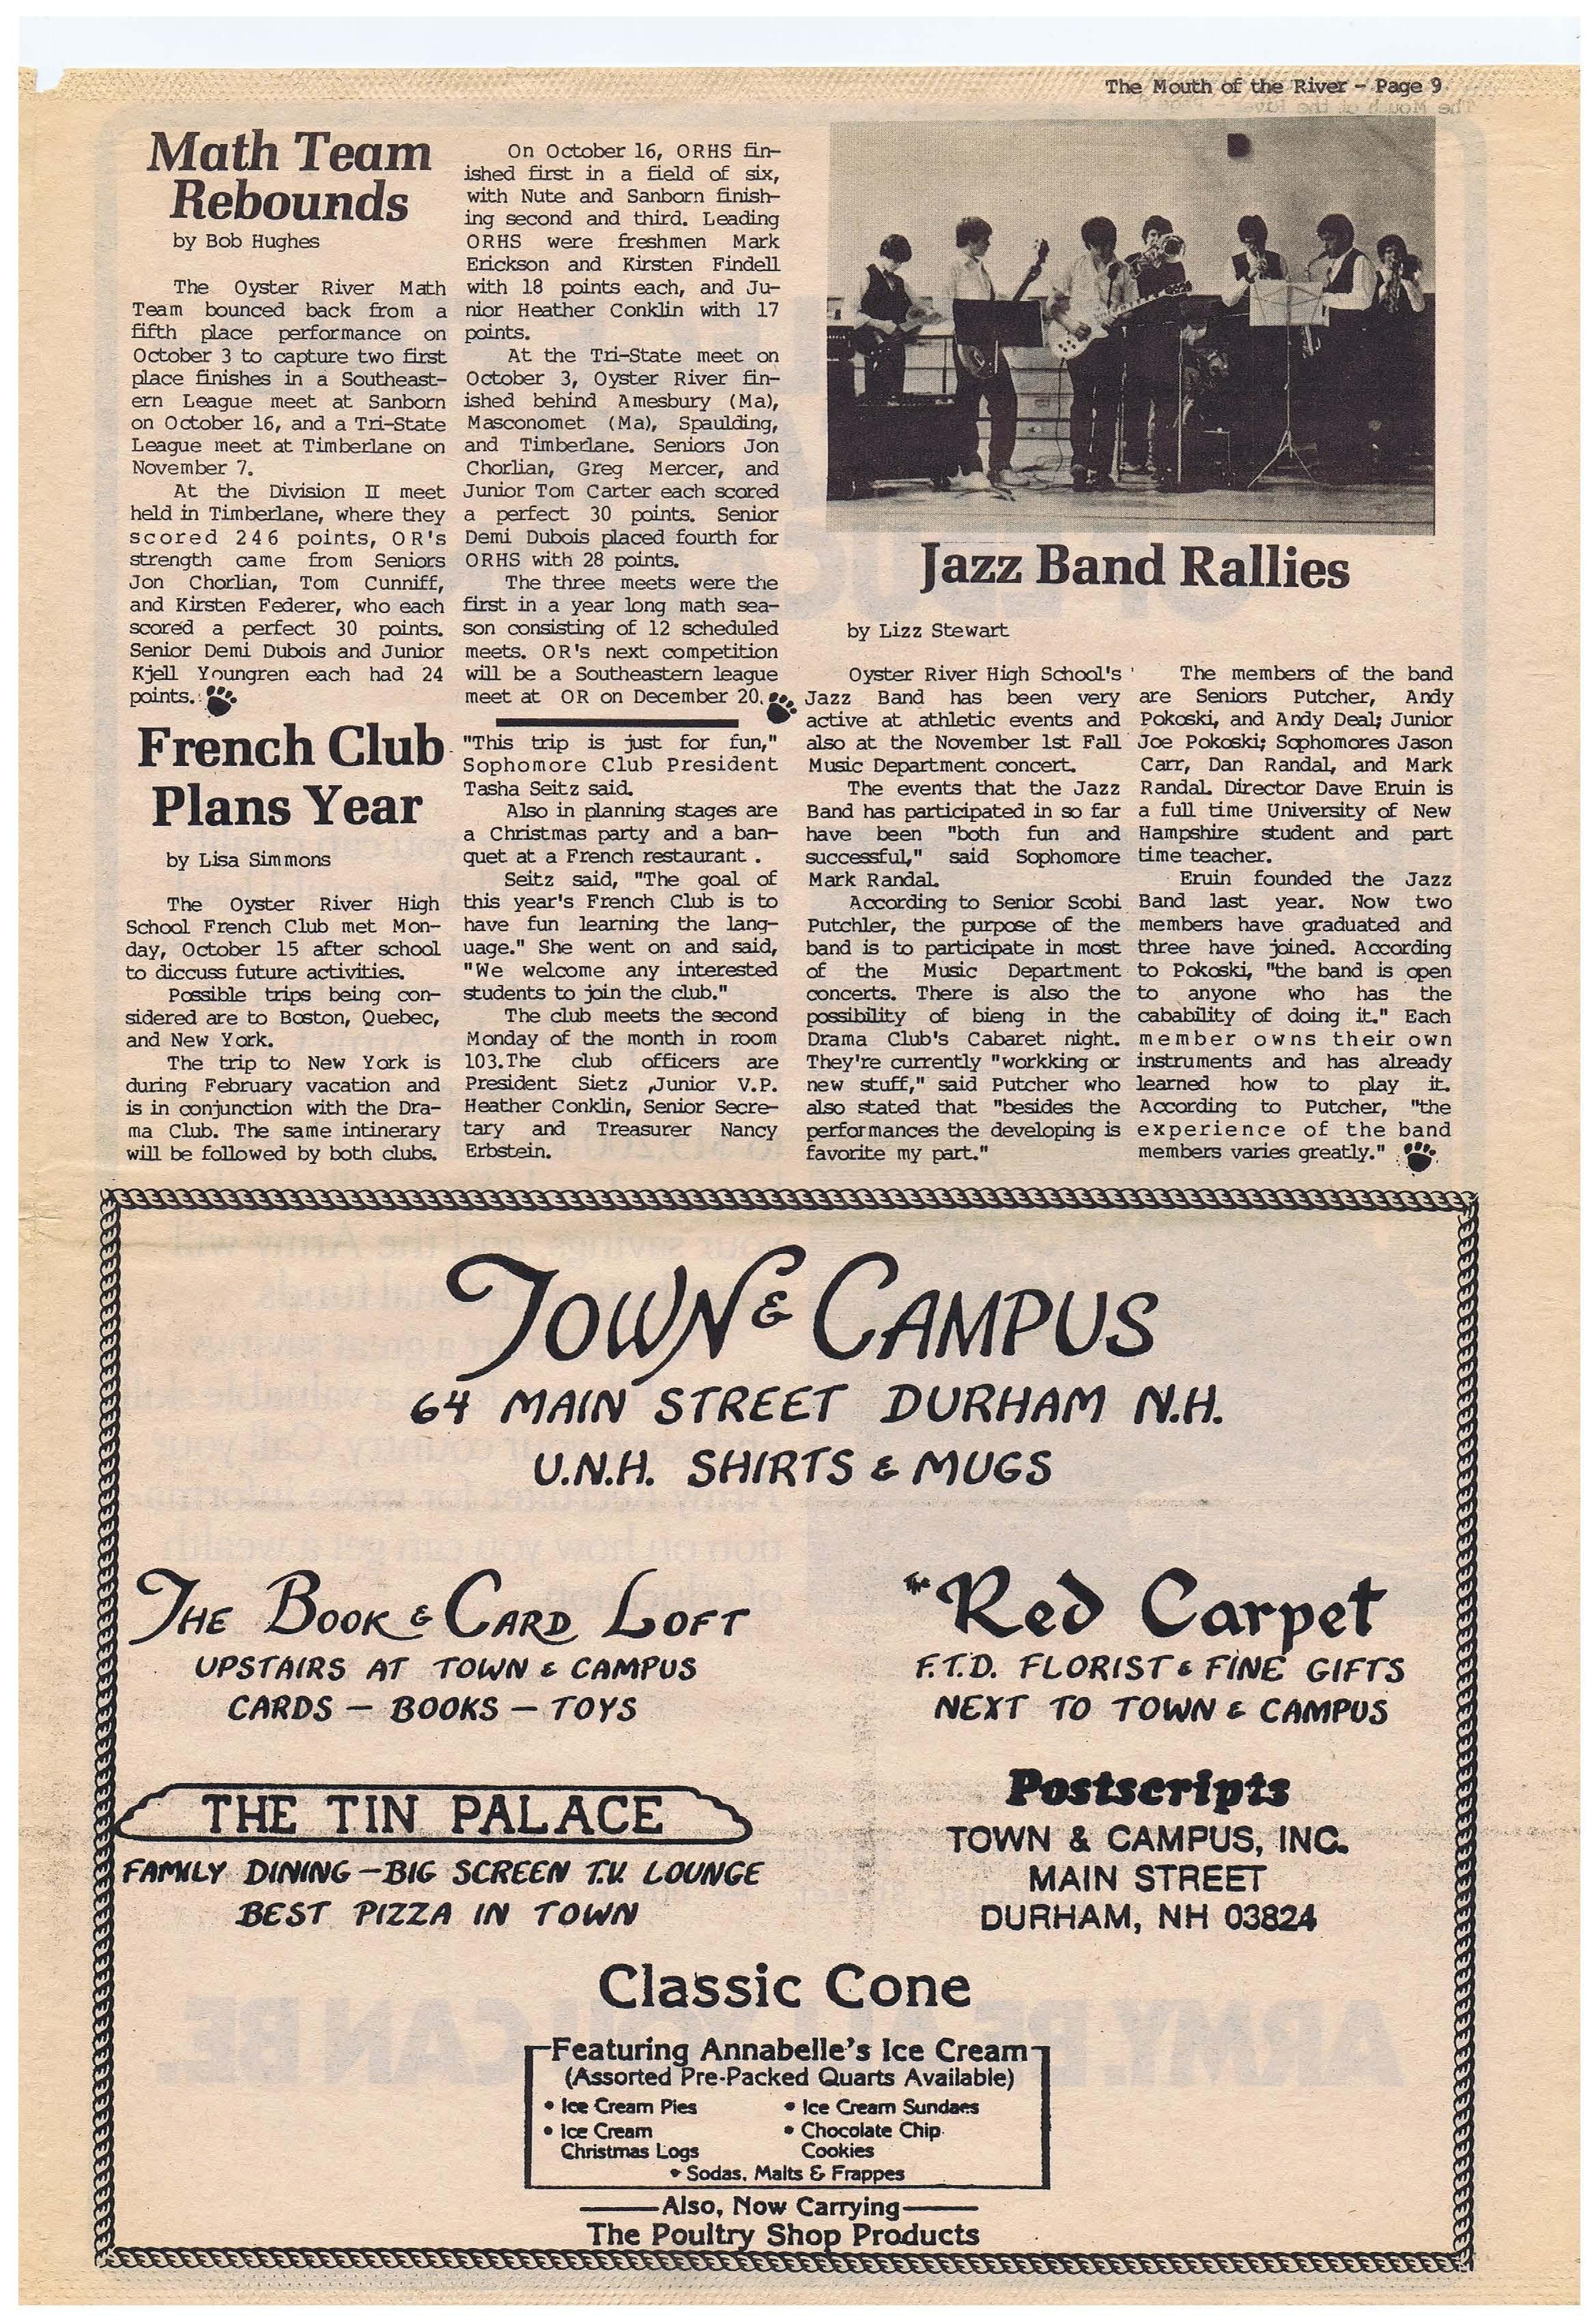 The Mouth of the River - Page 9
Math Team
Rebounds
by Bob Hughes
The Oyster River Math
Team bounced back from a
fifth place performance on
October 3 to capture two first
place finishes in a Southeast-
ern League meet at Sanborn
on October 16, and a Tri-State
League meet at Timberlane on
November 7.
At the Division II meet
held in Timberlane, where they
scored 246 points, OR's
strength came from Seniors
Jon Chorlian, Tom Cunniff,
and Kirsten Federer, who each
scored a perfect 30 points.
Senior Demi Dubois and Junior
Kjell Youngren each had 24
points.
On October 16, ORHS fin-
ished first in a field of six,
with Nute and Sanborn finish-
ing second and third. Leading
ORHS were freshmen Mark
Erickson and Kirsten Findell
with 18 points each, and Ju-
nior Heather Conklin with 17
points.
At the Tri-State meet on
October 3, Oyster River fin-
ished behind Amesbury (Ma),
Masconomet (Ma), Spaulding,
and Timberlane. Seniors Jon
Chorlian, Greg Mercer, and
Junior Tom Carter each scored
a perfect 30 points. Senior
Demi Dubois placed fourth for
ORHS with 28 points.
The three meets were the
first in a year long math sea-
son consisting of 12 scheduled
meets. OR's next competition
will be a Southeastern league
meet at OR on December 20.
French Club
Plans Year
by Lisa Simmons
The Oyster River High
School French Club met Mon-
day, October 15 after school
to diccuss future activities.
Possible trips being con-
sidered are to Boston, Quebec,
and New York.
The trip to New York is
during February vacation and
is in conjunction with the Dra-
ma Club. The same intinerary
will be followed by both clubs.
"This trip is just for fun,"
Sophomore Club President
Tasha Seitz said.
Also in planning stages are
a Christmas party and a ban-
quet at a French restaurant .
Seitz said, "The goal of
this year's French Club is to
have fun learning the lang-
uage." She went on and said,
"We welcome any interested
students to join the club."
The club meets the second
Monday of the month in room
103.The club officers are
President Sietz ,Junior V.P.
Heather Conklin, Senior Secre-
tary and Treasurer Nancy
Erbstein.
Jazz Band Rallies
by Lizz Stewart
Oyster River High School's
Jazz Band has been very
active at athletic events and
also at the November 1st Fall
Music Department concert.
The events that the Jazz
Band has participated in so far
have been "both fun and
successful," said Sophomore
Mark Randal.
According to Senior Scobi
Putchler, the purpose of the
band is to participate in most
of the Music Department
concerts. There is also the
possibility of bieng in the
Drama Club's Cabaret night.
They're currently "workking or
new stuff," said Putcher who
also stated that "besides the
performances the developing is
favorite my part."
The members of the band
are Seniors Putcher, Andy
Pokoski, and Andy Deal; Junior
Joe Pokoski; Sophomores Jason
Carr, Dan Randal, and Mark
Randal. Director Dave Eruin is
a full time University of New
Hampshire student and part
time teacher.
Eruin founded the Jazz
Band last year. Now two
members have graduated and
three have joined. According
to Pokoski, "the band is open
to anyone who has the
cabability of doing it." Each
member owns their own
instruments and has already
learned how to play it.
According to Putcher, "the
experience of the band
members varies greatly."
TOWN & CAMPUS
64 MAIN STREET DURHAM N.H.
U.N.H. SHIRTS & MUGS
THE BOOK & CARD LOFT
UPSTAIRS AT TOWN & CAMPUS
CARDS — BOOKS — TOYS
The Red Carpet
F.T.D. FLORIST & FINE GIFTS
NEXT TO TOWN & CAMPUS
THE TIN PALACE
FAMILY DINING — BIG SCREEN T.V. LOUNGE
BEST PIZZA IN TOWN
Postscripts
TOWN & CAMPUS, INC.
MAIN STREET
DURHAM, NH 03824
Classic Cone
Featuring Annabelle's Ice Cream
(Assorted Pre-Packed Quarts Available)
• Ice Cream Pies
• Ice Cream
Christmas Logs
• Ice Cream Sundaes
• Chocolate Chip
Cookies
• Sodas, Malts & Frappes
Also, Now Carrying
The Poultry Shop Products